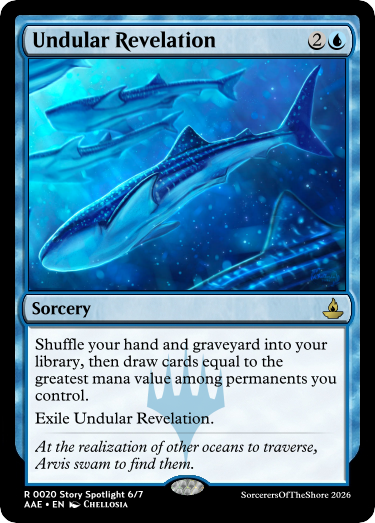 Undular Revelation 2
Sorcery
Shuffle your hand and graveyard into your
library, then draw cards equal to the
greatest mana value among permanents you
control.
Exile Undular Revelation.
At the realization of other oceans to traverse,
Arvis swam to find them.
R 0020 Story Spotlight 6/7
SorcerersOfTheShore 2026
AAE • EN Chellosia